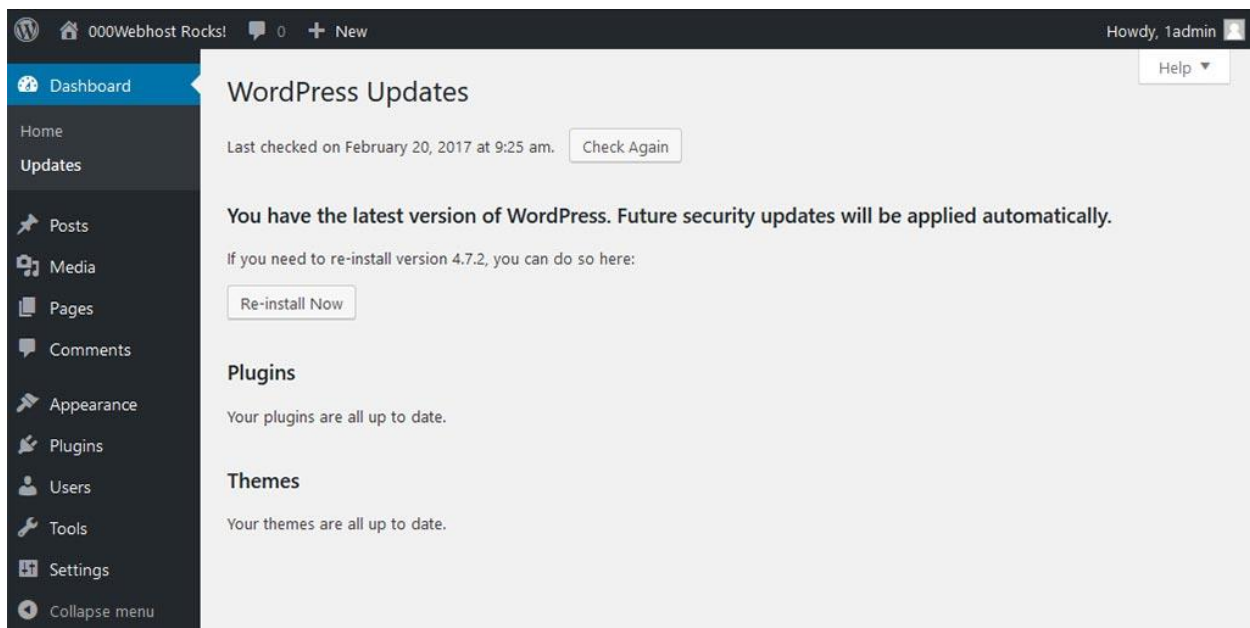 000Webhost Rocks! 0 + New Howdy, 1admin
Help ▼
Dashboard
Home
Updates
Posts
Media
Pages
Comments
Appearance
Plugins
Users
Tools
Settings
Collapse menu
WordPress Updates
Last checked on February 20, 2017 at 9:25 am. Check Again
You have the latest version of WordPress. Future security updates will be applied automatically.
If you need to re-install version 4.7.2, you can do so here:
Re-install Now
Plugins
Your plugins are all up to date.
Themes
Your themes are all up to date.